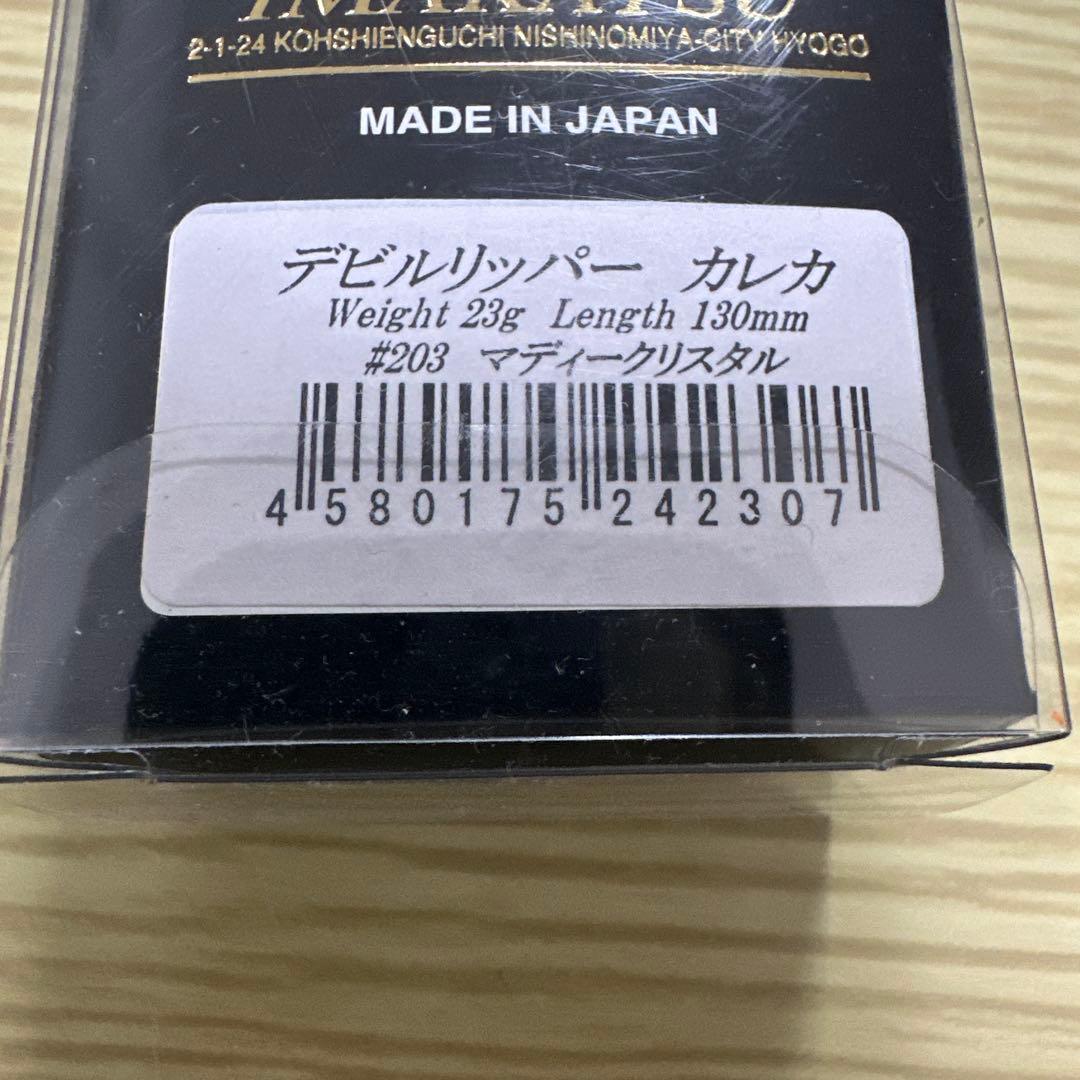 IMAKATSU
2-1-24 KOHSHIENGUCHI NISHINOMIYA-CITY HYOGO
MADE IN JAPAN
デビルリッパー カレカ
Weight 23g Length 130mm
#203 マディークリスタル
4 580175 242307